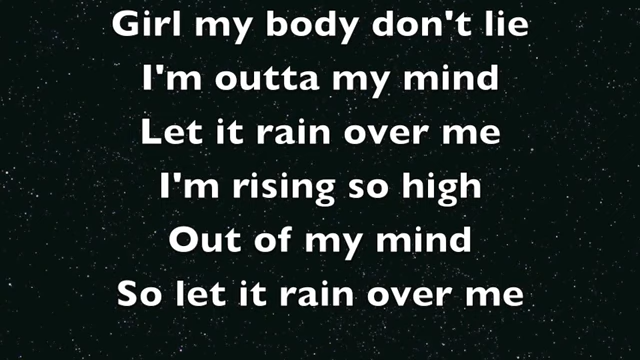 Girl my body don't lie
I'm outta my mind
Let it rain over me
I'm rising so high
Out of my mind
So let it rain over me